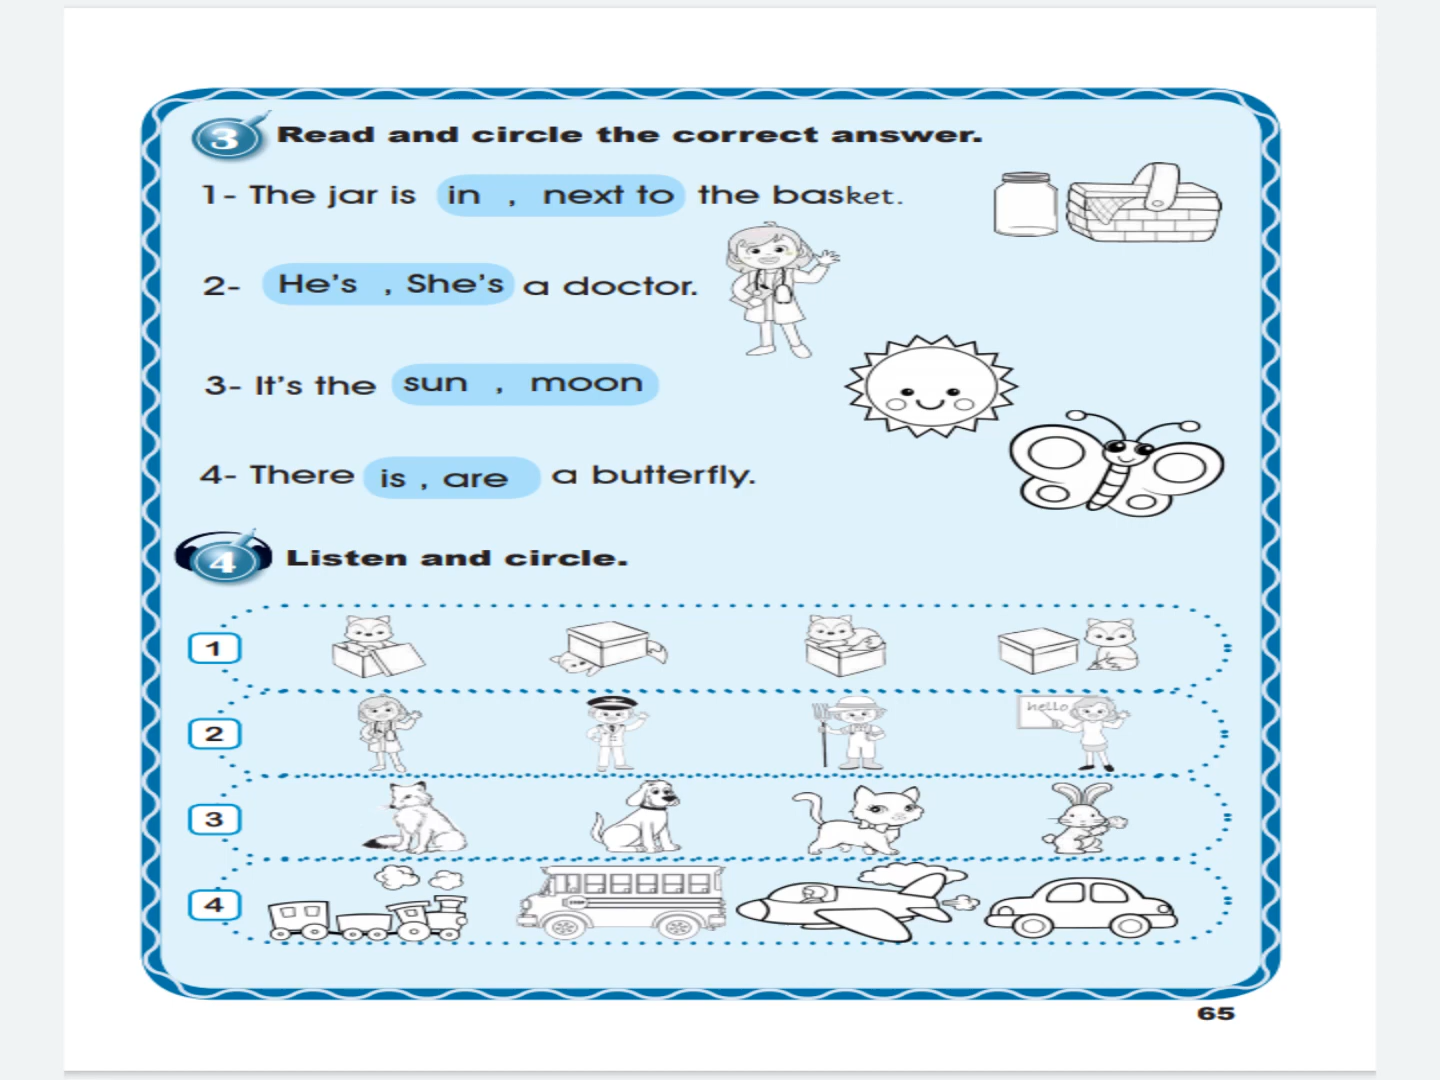 3 Read and circle the correct answer.
1- The jar is in , next to the basket.
2- He's , She's a doctor.
3- It's the sun , moon
4- There is , are a butterfly.
4 Listen and circle.
1
2
hello
3
4
65